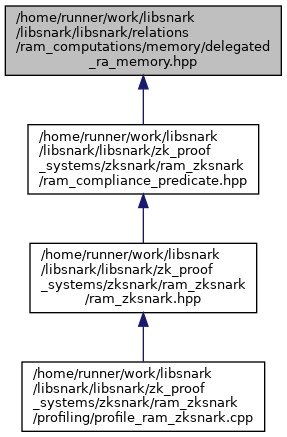 /home/runner/work/libsnark
/libsnark/libsnark/relations
/ram_computations/memory/delegated
_ra_memory.hpp
/home/runner/work/libsnark
/libsnark/libsnark/zk_proof
_systems/zksnark/ram_zksnark
/ram_compliance_predicate.hpp
/home/runner/work/libsnark
/libsnark/libsnark/zk_proof
_systems/zksnark/ram_zksnark
/ram_zksnark.hpp
/home/runner/work/libsnark
/libsnark/libsnark/zk_proof
_systems/zksnark/ram_zksnark
/profiling/profile_ram_zksnark.cpp